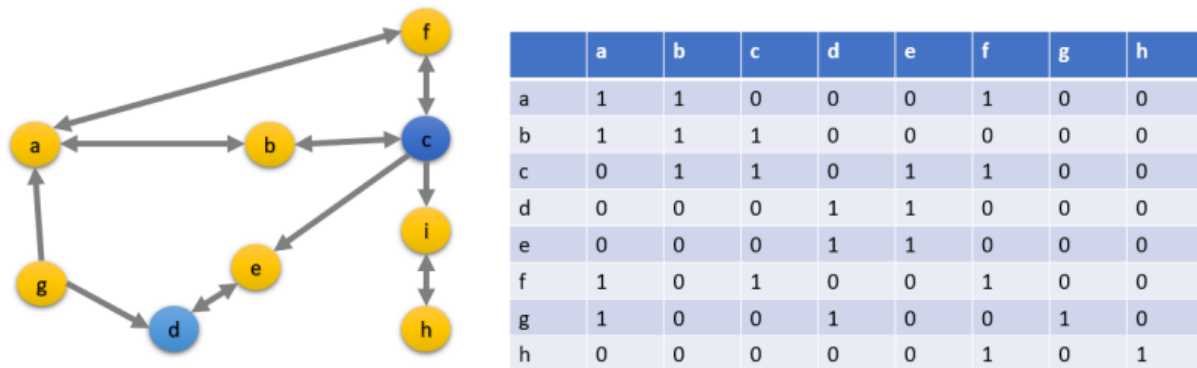 f
a
b
c
i
e
g
d
h
a b c d e f g h
a 1 1 0 0 0 1 0 0
b 1 1 1 0 0 0 0 0
c 0 1 1 0 1 1 0 0
d 0 0 0 1 1 0 0 0
e 0 0 0 1 1 0 0 0
f 1 0 1 0 0 1 0 0
g 1 0 0 1 0 0 1 0
h 0 0 0 0 0 1 0 1